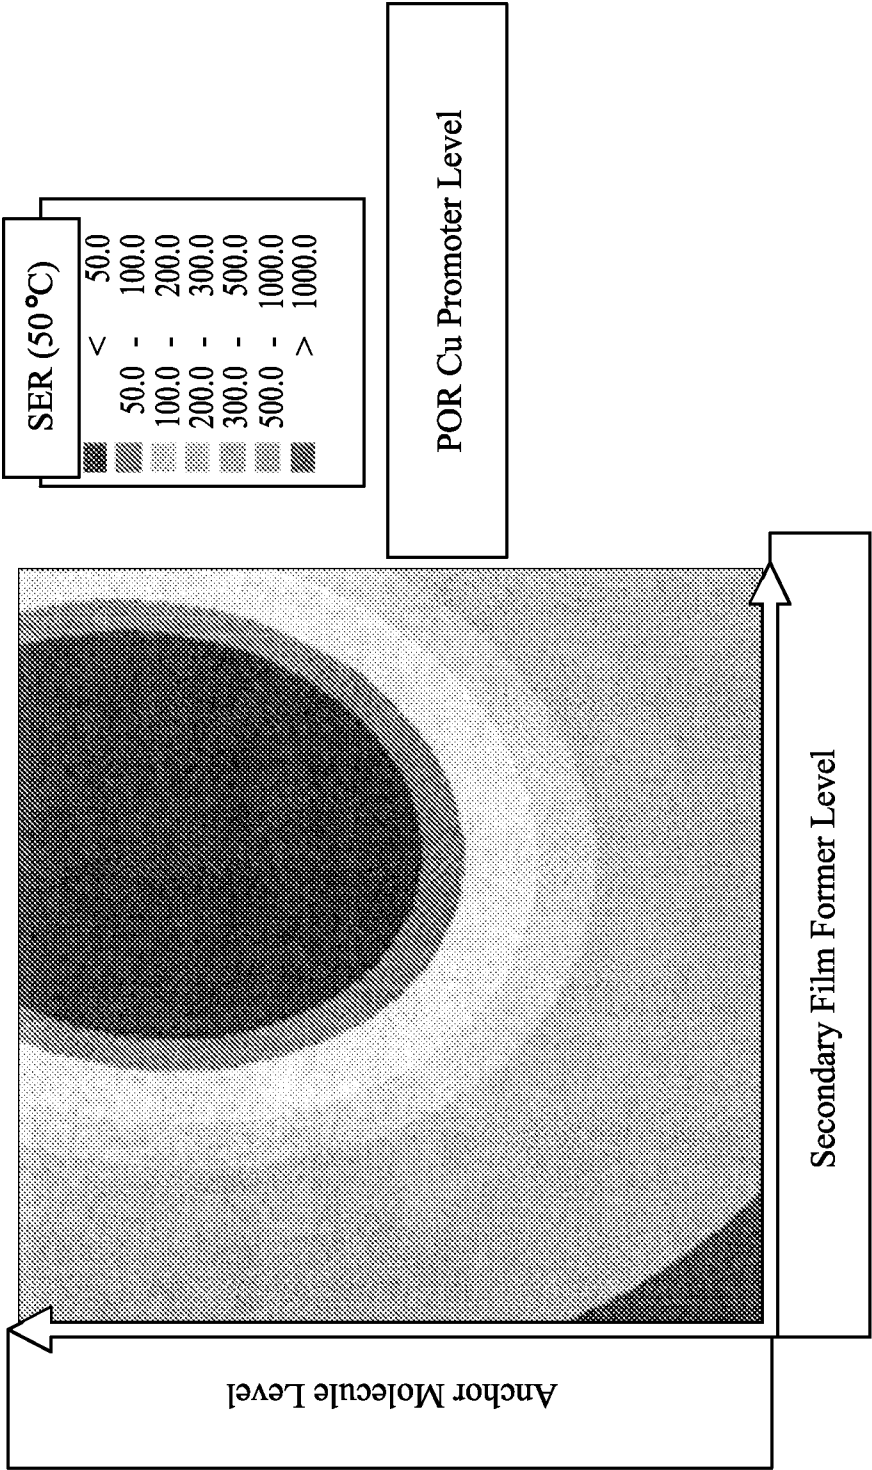 SER (50°C)
< 50.0
50.0 - 100.0
100.0 - 200.0
200.0 - 300.0
300.0 - 500.0
500.0 - 1000.0
> 1000.0
POR Cu Promoter Level
Anchor Molecule Level
Secondary Film Former Level